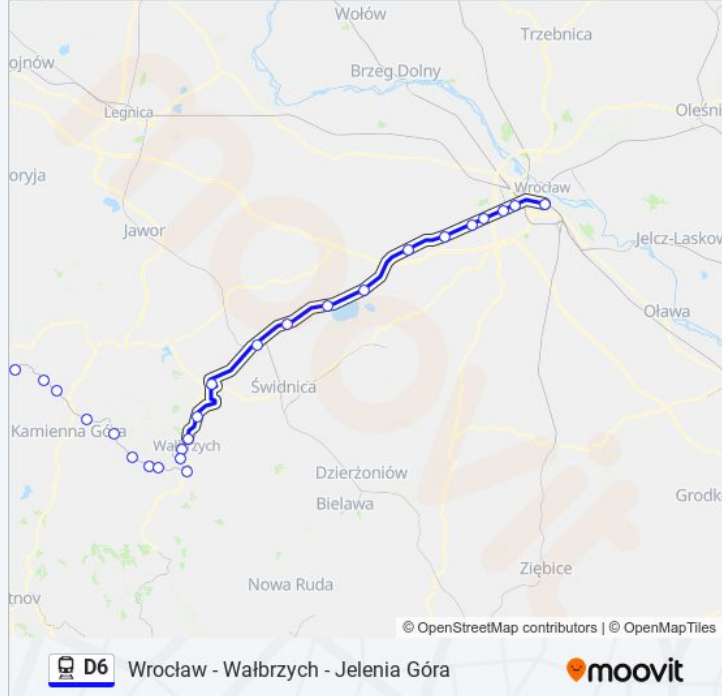 Wołów
Trzebnica
ojnów
Brzeg Dolny
Legnica
Oleśni
oryja
Wrocław
Jawor
Jelcz-Laskow
Oława
Świdnica
Kamienna Góra
Wałbrzych
Dzierżoniów
Bielawa
Grodk
Ziębice
Nowa Ruda
tnov
moovit
© OpenStreetMap contributors | © OpenMapTiles
D6 Wrocław - Wałbrzych - Jelenia Góra
moovit